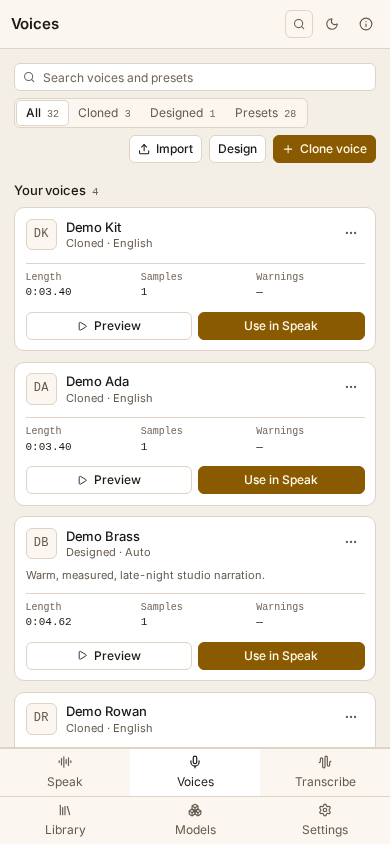 Voices
Search voices and presets
All 32 Cloned 3 Designed 1 Presets 28
Import Design Clone voice
Your voices 4
DK Demo Kit
Cloned · English
Length Samples Warnings
0:03.40 1 —
Preview Use in Speak
DA Demo Ada
Cloned · English
Length Samples Warnings
0:03.40 1 —
Preview Use in Speak
DB Demo Brass
Designed · Auto
Warm, measured, late-night studio narration.
Length Samples Warnings
0:04.62 1 —
Preview Use in Speak
DR Demo Rowan
Cloned · English
Speak Voices Transcribe
Library Models Settings